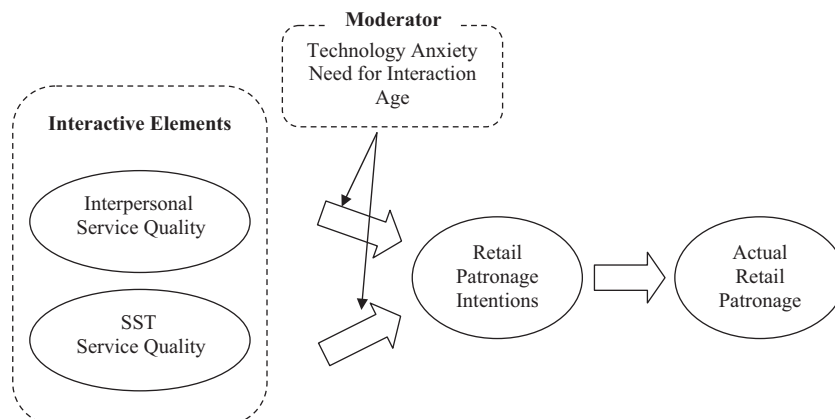 Moderator
Technology Anxiety
Need for Interaction
Age
Interactive Elements
Interpersonal
Service Quality
SST
Service Quality
Retail
Patronage
Intentions
Actual
Retail
Patronage